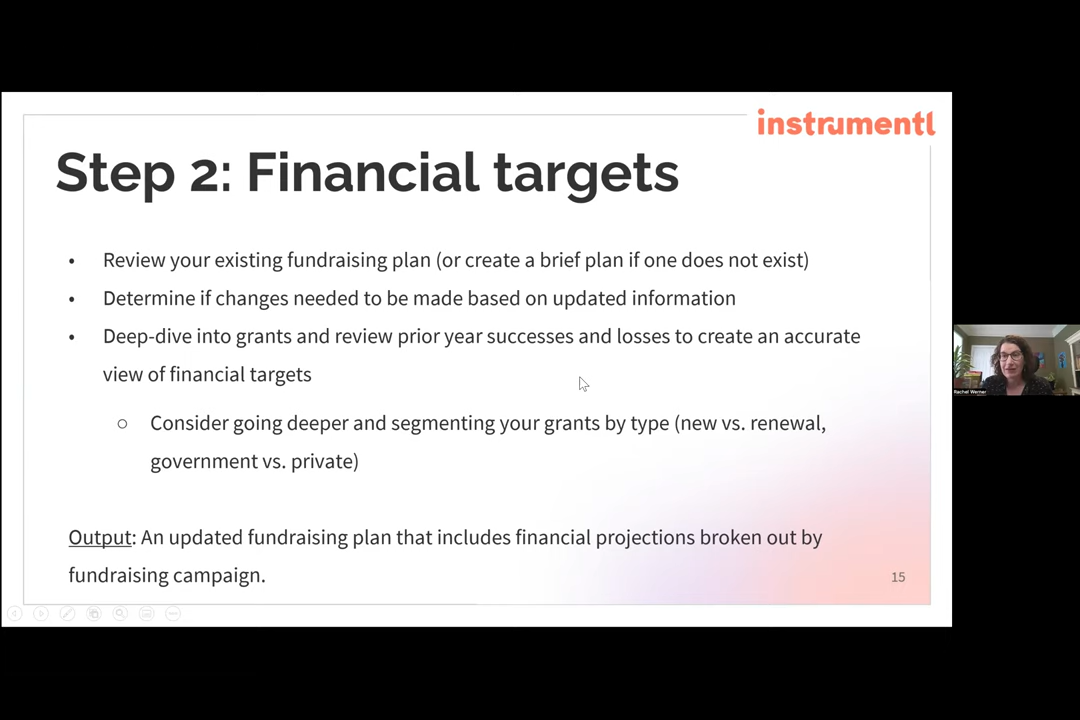 instrumentl
Step 2: Financial targets
• Review your existing fundraising plan (or create a brief plan if one does not exist)
• Determine if changes needed to be made based on updated information
• Deep-dive into grants and review prior year successes and losses to create an accurate
view of financial targets
○ Consider going deeper and segmenting your grants by type (new vs. renewal,
government vs. private)
Output: An updated fundraising plan that includes financial projections broken out by
fundraising campaign.
15
Rachel Werner